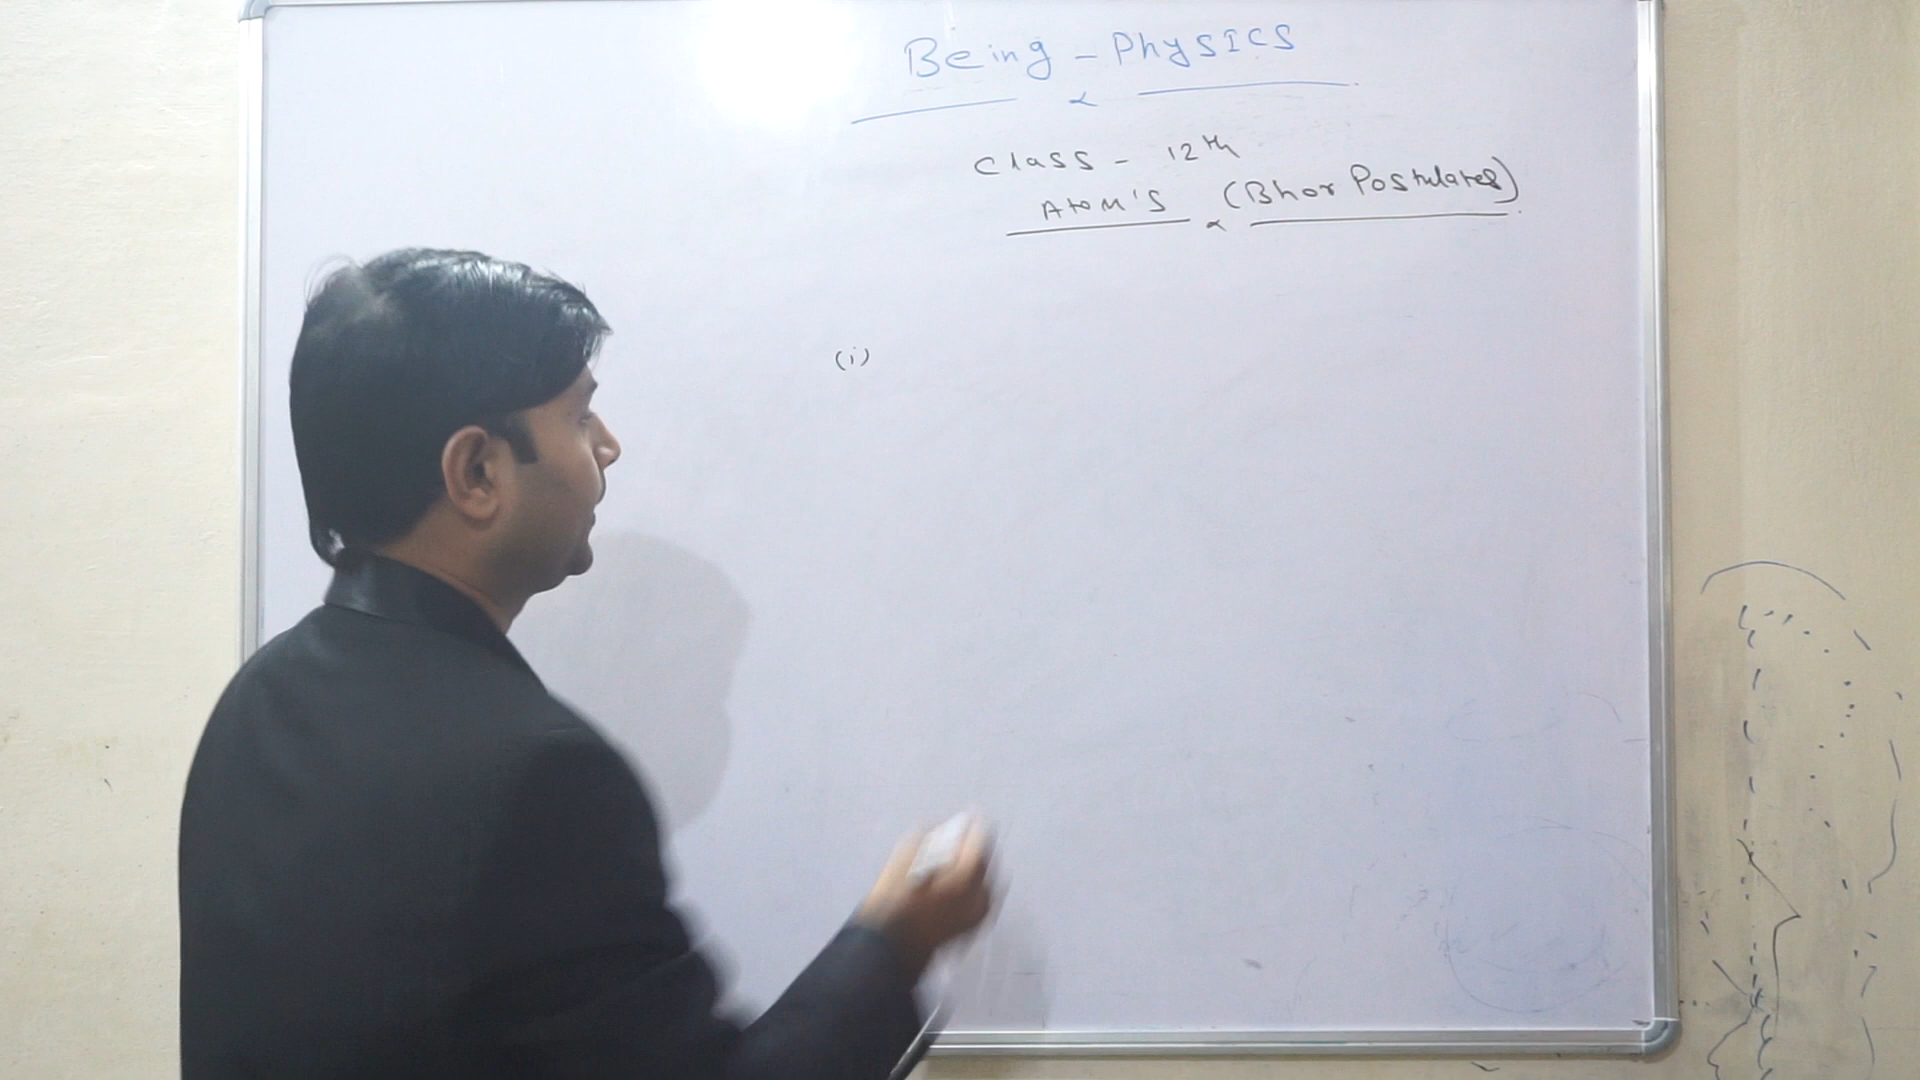 Being - Physics
Class - 12th
Atom's (Bhor Postulates)
(i)